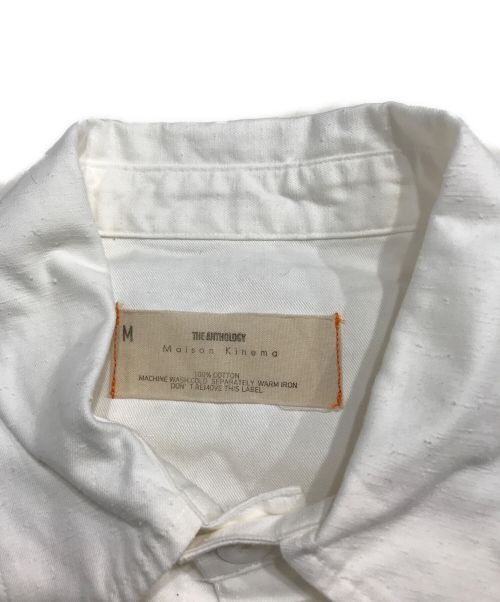 M
THE ANTHOLOGY
Maison Kinema
100% COTTON
MACHINE WASH COLD SEPARATELY WARM IRON
DON'T REMOVE THIS LABEL